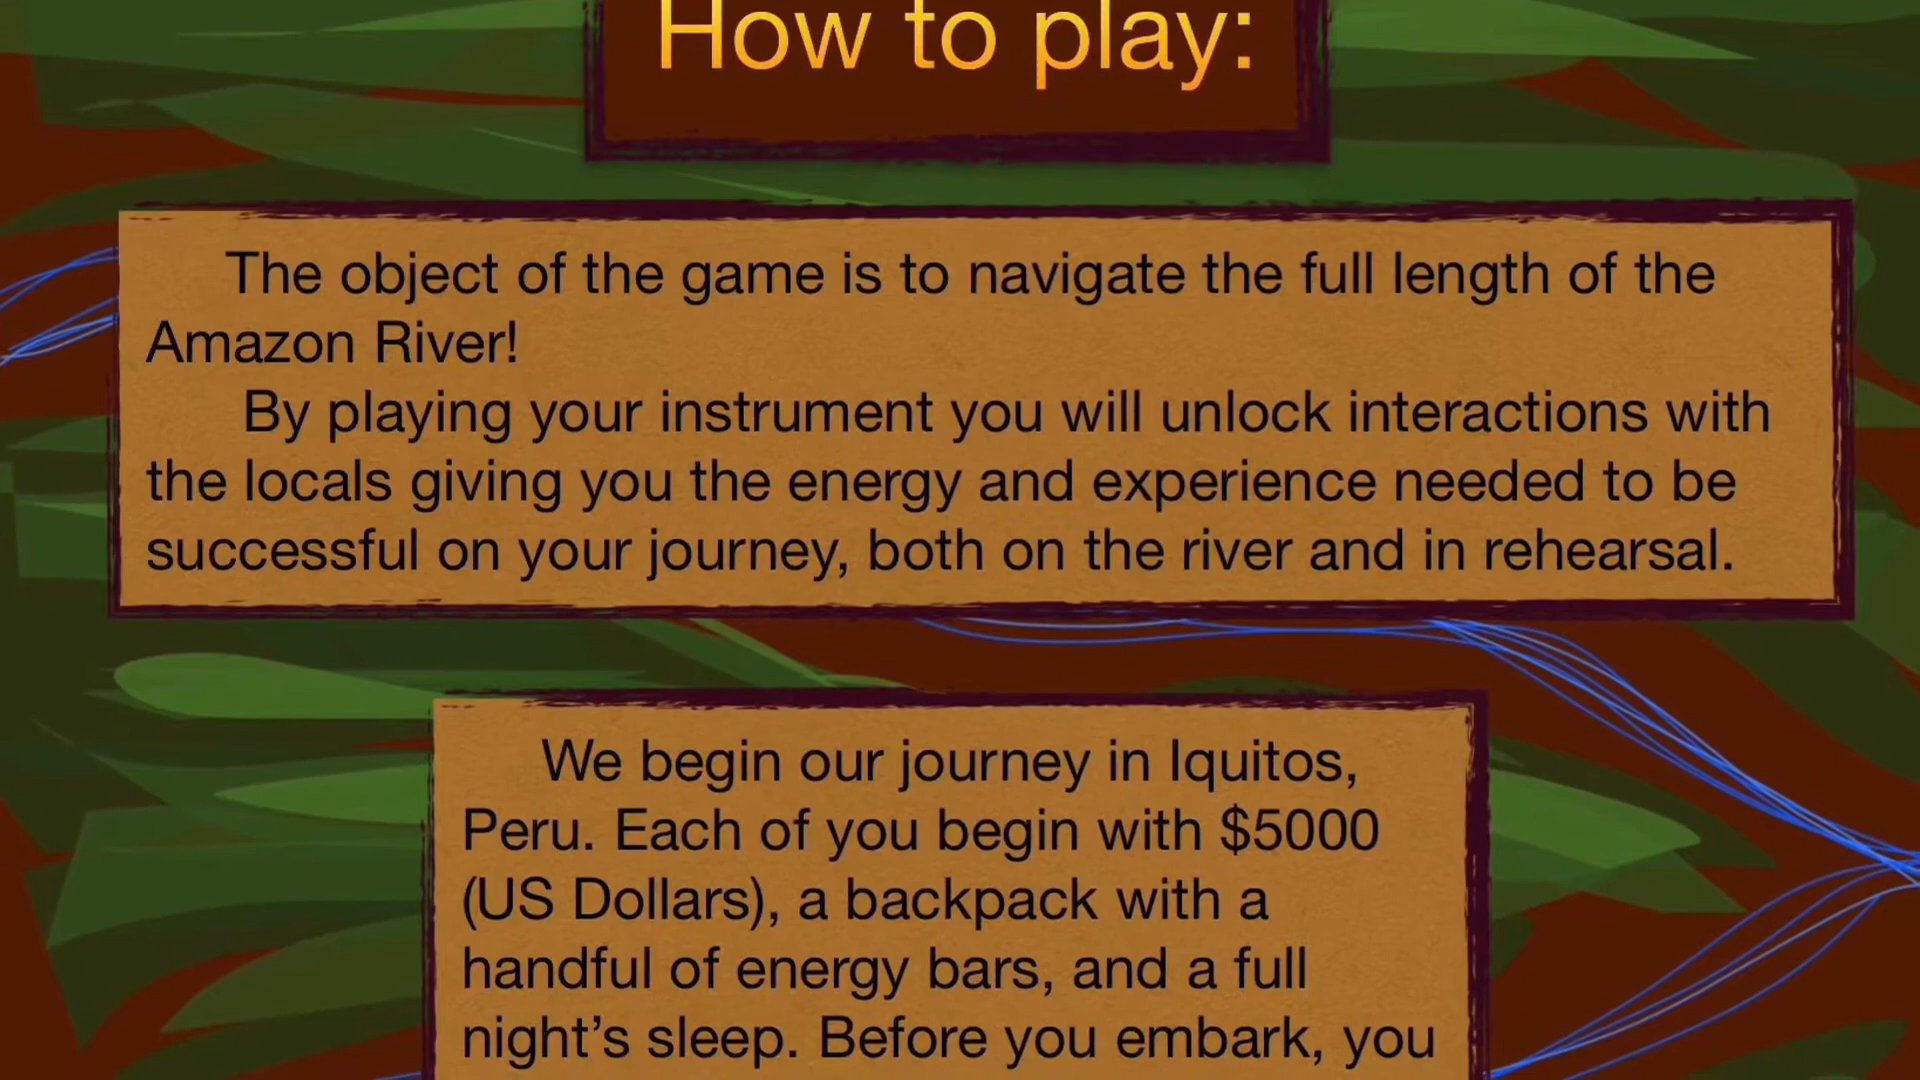 How to play:
The object of the game is to navigate the full length of the
Amazon River!
By playing your instrument you will unlock interactions with
the locals giving you the energy and experience needed to be
successful on your journey, both on the river and in rehearsal.
We begin our journey in Iquitos,
Peru. Each of you begin with $5000
(US Dollars), a backpack with a
handful of energy bars, and a full
night’s sleep. Before you embark, you